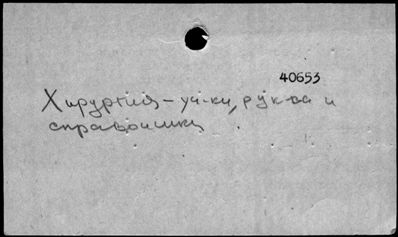 40653
Хирургия - уч-ки, рук-ва и
справочники